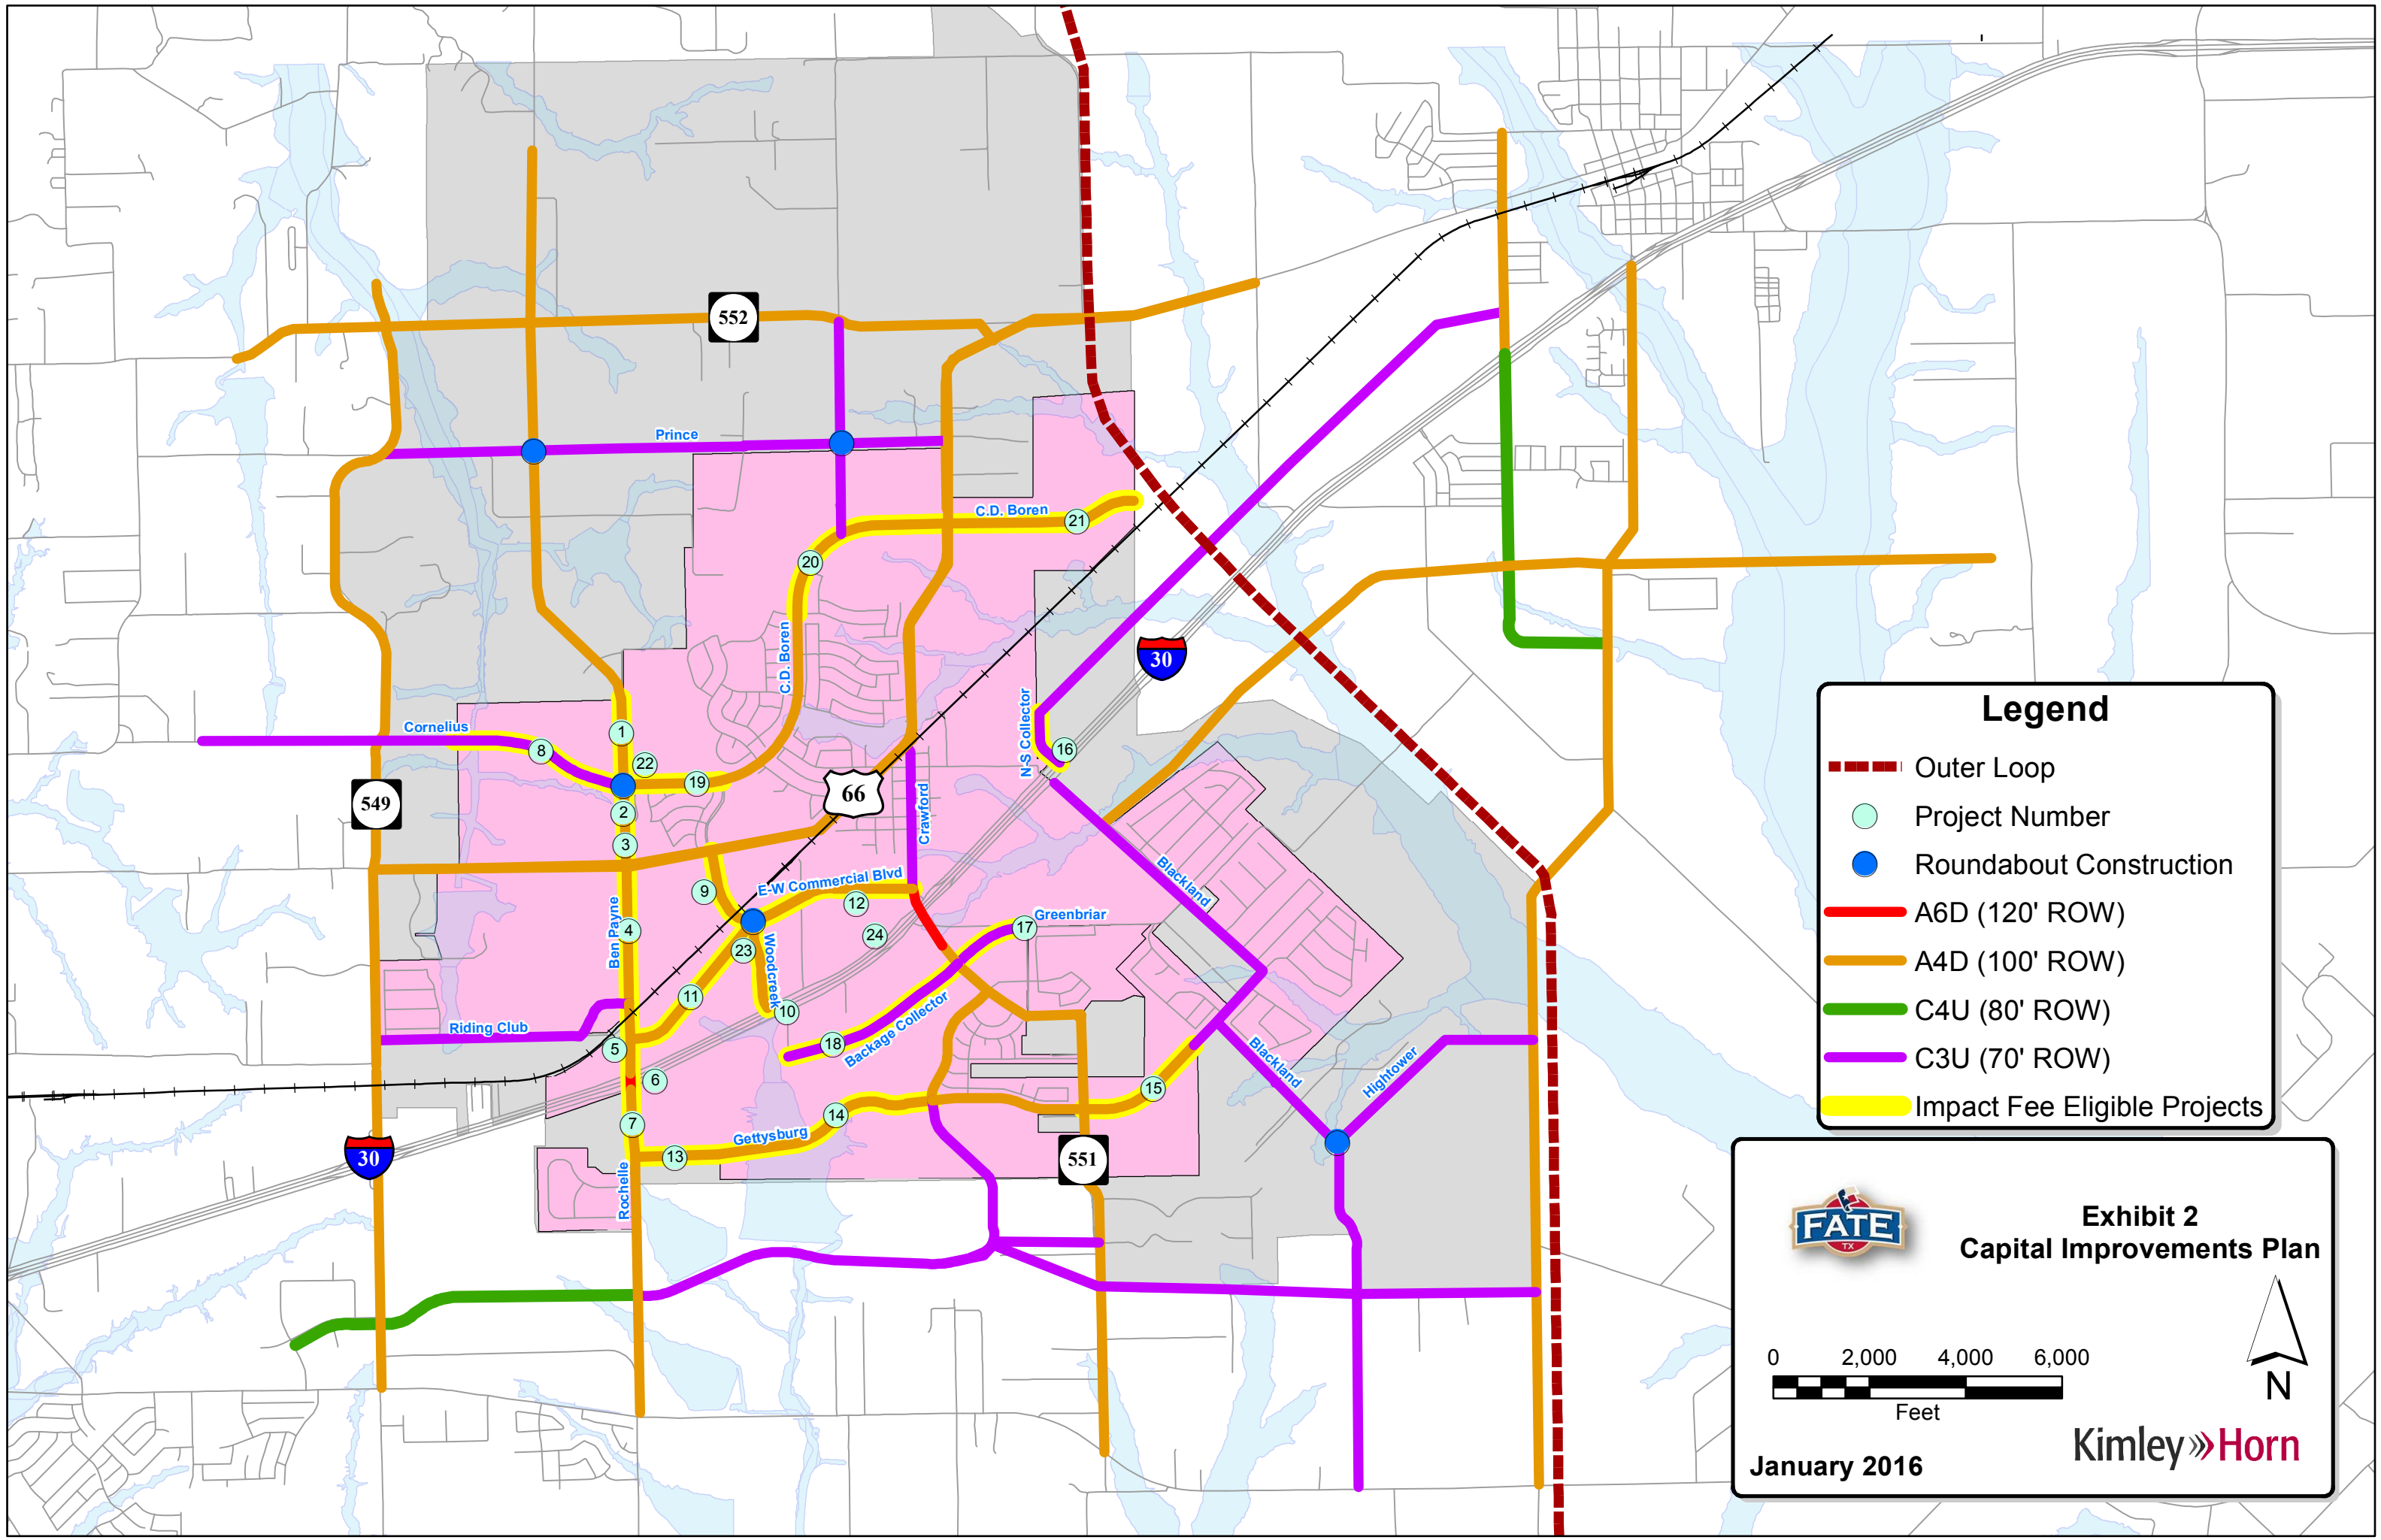 552
Prince
C.D. Boren
21
20
C.D. Boren
30
N-S Collector
Cornelius
1
8
16
22
19
549
66
2
Crawford
3
Blackland
E-W Commercial Blvd
9
12
Greenbriar
Ben Payne
4
24
17
23
Woodcreek
11
10
Riding Club
5
18
Backage Collector
6
Blackland
Hightower
15
14
7
Gettysburg
13
30
551
Rochelle
Legend
Outer Loop
Project Number
Roundabout Construction
A6D (120' ROW)
A4D (100' ROW)
C4U (80' ROW)
C3U (70' ROW)
Impact Fee Eligible Projects
FATE
TX
Exhibit 2
Capital Improvements Plan
0 2,000 4,000 6,000
Feet
N
Kimley Horn
January 2016